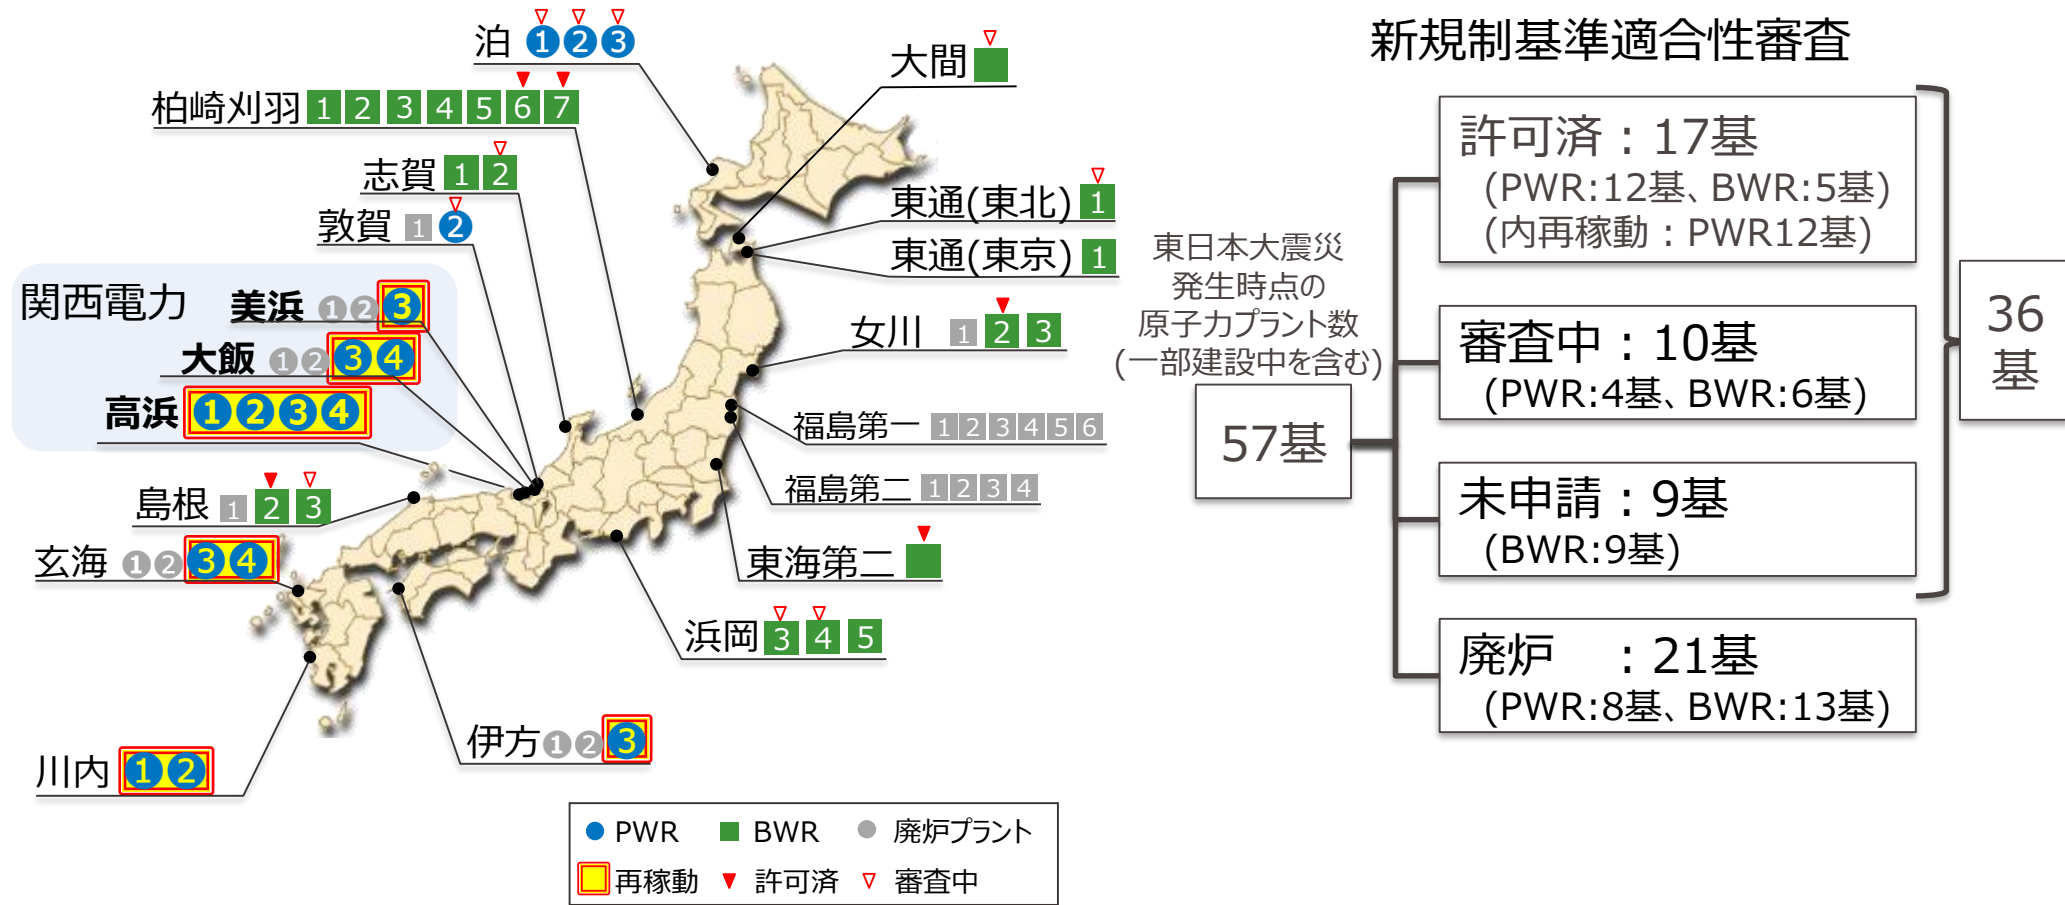 泊 1 2 3
大間
柏崎刈羽 1 2 3 4 5 6 7
志賀 1 2
敦賀 1 2
東通(東北) 1
東通(東京) 1
関西電力
美浜 1 2 3
大飯 1 2 3 4
高浜 1 2 3 4
女川 1 2 3
福島第一 1 2 3 4 5 6
福島第二 1 2 3 4
島根 1 2 3
東海第二
玄海 1 2 3 4
浜岡 3 4 5
伊方 1 2 3
川内 1 2
PWR BWR 廃炉プラント
再稼動 許可済 審査中
新規制基準適合性審査
東日本大震災
発生時点の
原子力プラント数
(一部建設中を含む)
57基
許可済：17基
(PWR:12基、BWR:5基)
(内再稼動：PWR12基)
審査中：10基
(PWR:4基、BWR:6基)
未申請：9基
(BWR:9基)
廃炉　：21基
(PWR:8基、BWR:13基)
36
基